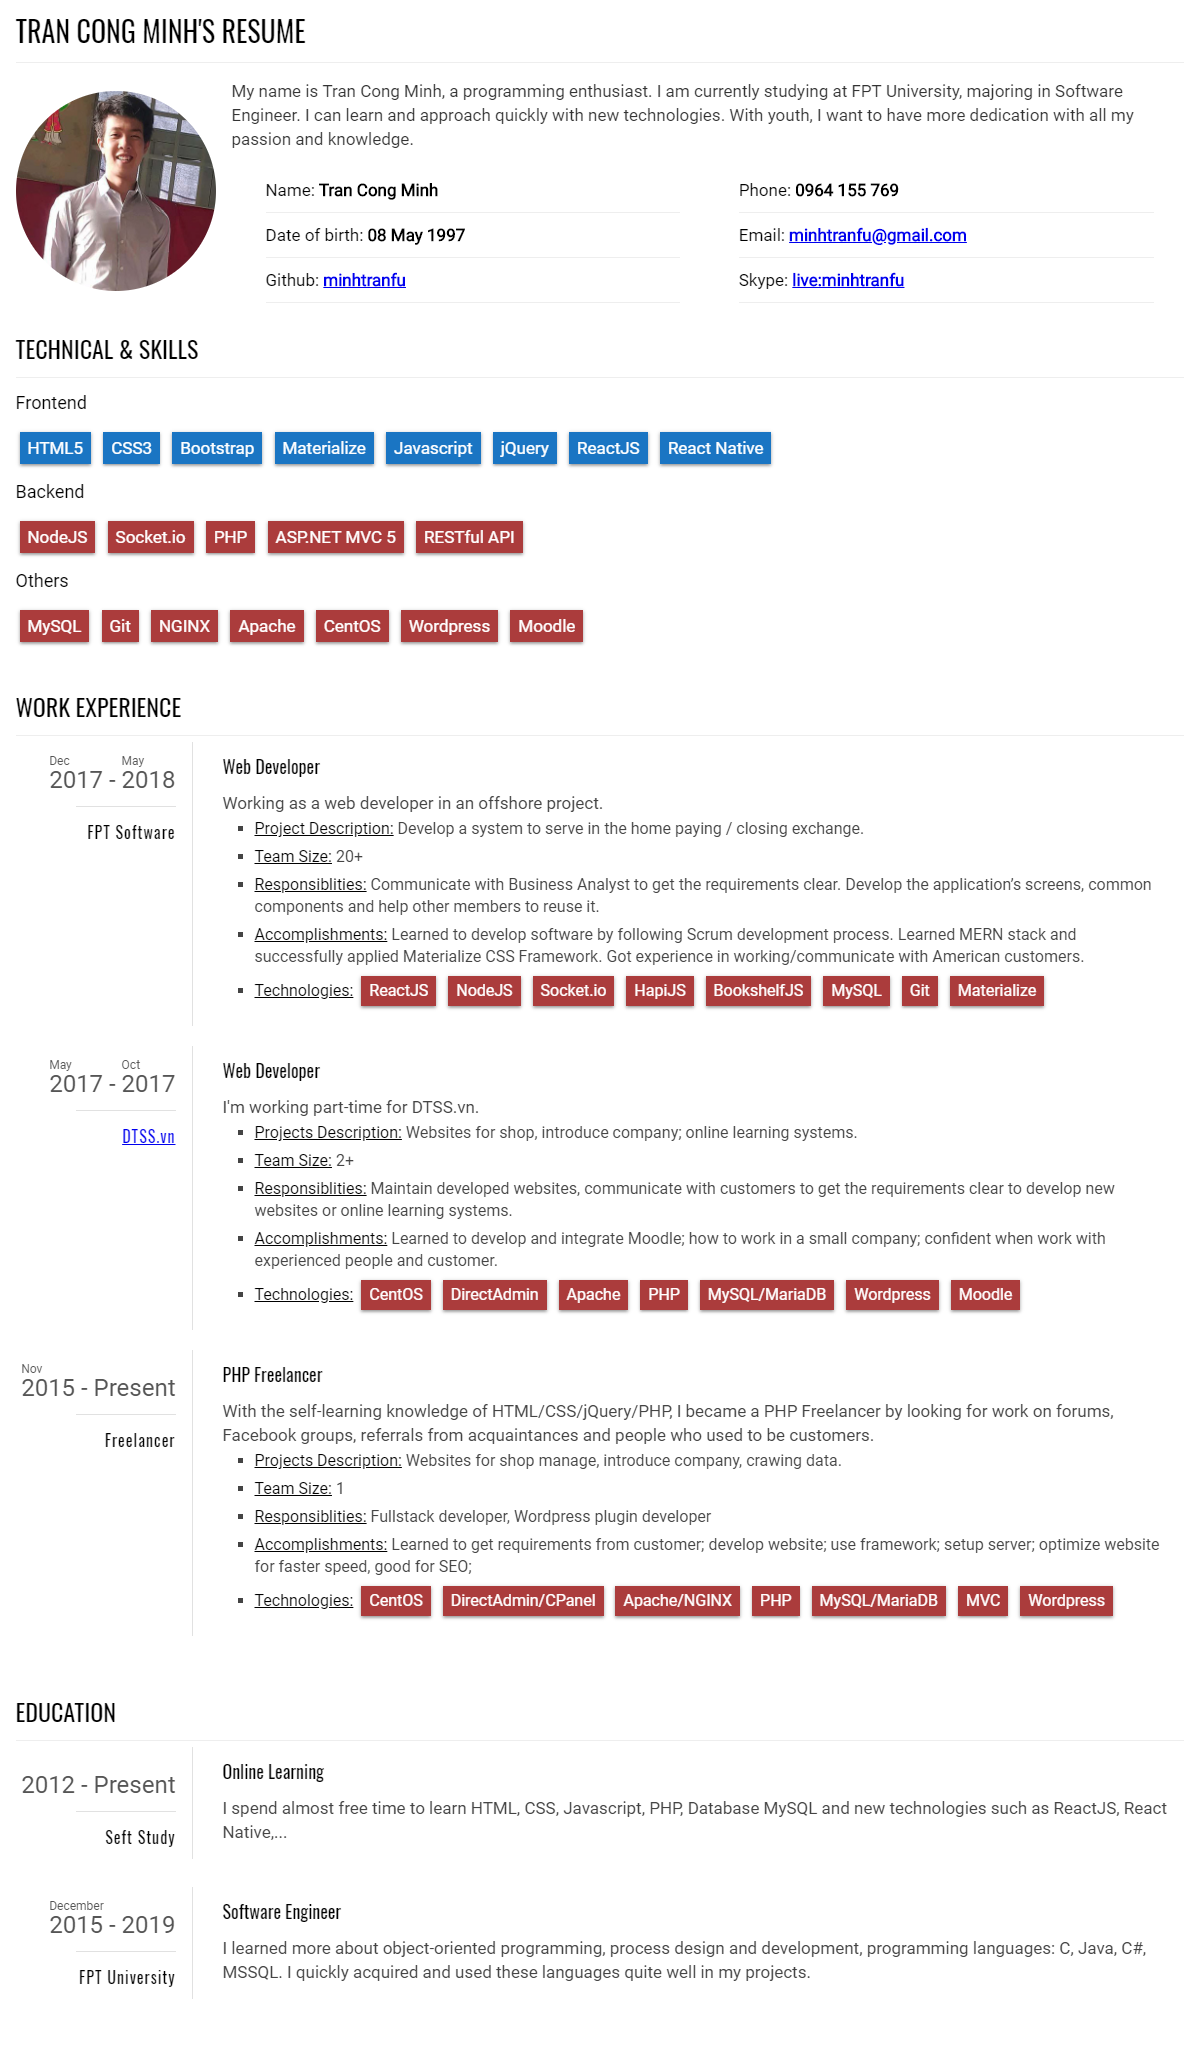 TRAN CONG MINH'S RESUME
My name is Tran Cong Minh, a programming enthusiast. I am currently studying at FPT University, majoring in Software
Engineer. I can learn and approach quickly with new technologies. With youth, I want to have more dedication with all my
passion and knowledge.
Name: Tran Cong Minh
Phone: 0964 155 769
Date of birth: 08 May 1997
Email: minhtranfu@gmail.com
Github: minhtranfu
Skype: live:minhtranfu
TECHNICAL & SKILLS
Frontend
HTML5 CSS3 Bootstrap Materialize Javascript jQuery ReactJS React Native
Backend
NodeJS Socket.io PHP ASP.NET MVC 5 RESTful API
Others
MySQL Git NGINX Apache CentOS Wordpress Moodle
WORK EXPERIENCE
Dec May
2017 - 2018
FPT Software
Web Developer
Working as a web developer in an offshore project.
Project Description: Develop a system to serve in the home paying / closing exchange.
Team Size: 20+
Responsiblities: Communicate with Business Analyst to get the requirements clear. Develop the application’s screens, common
components and help other members to reuse it.
Accomplishments: Learned to develop software by following Scrum development process. Learned MERN stack and
successfully applied Materialize CSS Framework. Got experience in working/communicate with American customers.
Technologies: ReactJS NodeJS Socket.io HapiJS BookshelfJS MySQL Git Materialize
May Oct
2017 - 2017
DTSS.vn
Web Developer
I'm working part-time for DTSS.vn.
Projects Description: Websites for shop, introduce company; online learning systems.
Team Size: 2+
Responsiblities: Maintain developed websites, communicate with customers to get the requirements clear to develop new
websites or online learning systems.
Accomplishments: Learned to develop and integrate Moodle; how to work in a small company; confident when work with
experienced people and customer.
Technologies: CentOS DirectAdmin Apache PHP MySQL/MariaDB Wordpress Moodle
Nov
2015 - Present
Freelancer
PHP Freelancer
With the self-learning knowledge of HTML/CSS/jQuery/PHP, I became a PHP Freelancer by looking for work on forums,
Facebook groups, referrals from acquaintances and people who used to be customers.
Projects Description: Websites for shop manage, introduce company, crawing data.
Team Size: 1
Responsiblities: Fullstack developer, Wordpress plugin developer
Accomplishments: Learned to get requirements from customer; develop website; use framework; setup server; optimize website
for faster speed, good for SEO;
Technologies: CentOS DirectAdmin/CPanel Apache/NGINX PHP MySQL/MariaDB MVC Wordpress
EDUCATION
2012 - Present
Seft Study
Online Learning
I spend almost free time to learn HTML, CSS, Javascript, PHP, Database MySQL and new technologies such as ReactJS, React
Native,...
December
2015 - 2019
FPT University
Software Engineer
I learned more about object-oriented programming, process design and development, programming languages: C, Java, C#,
MSSQL. I quickly acquired and used these languages quite well in my projects.